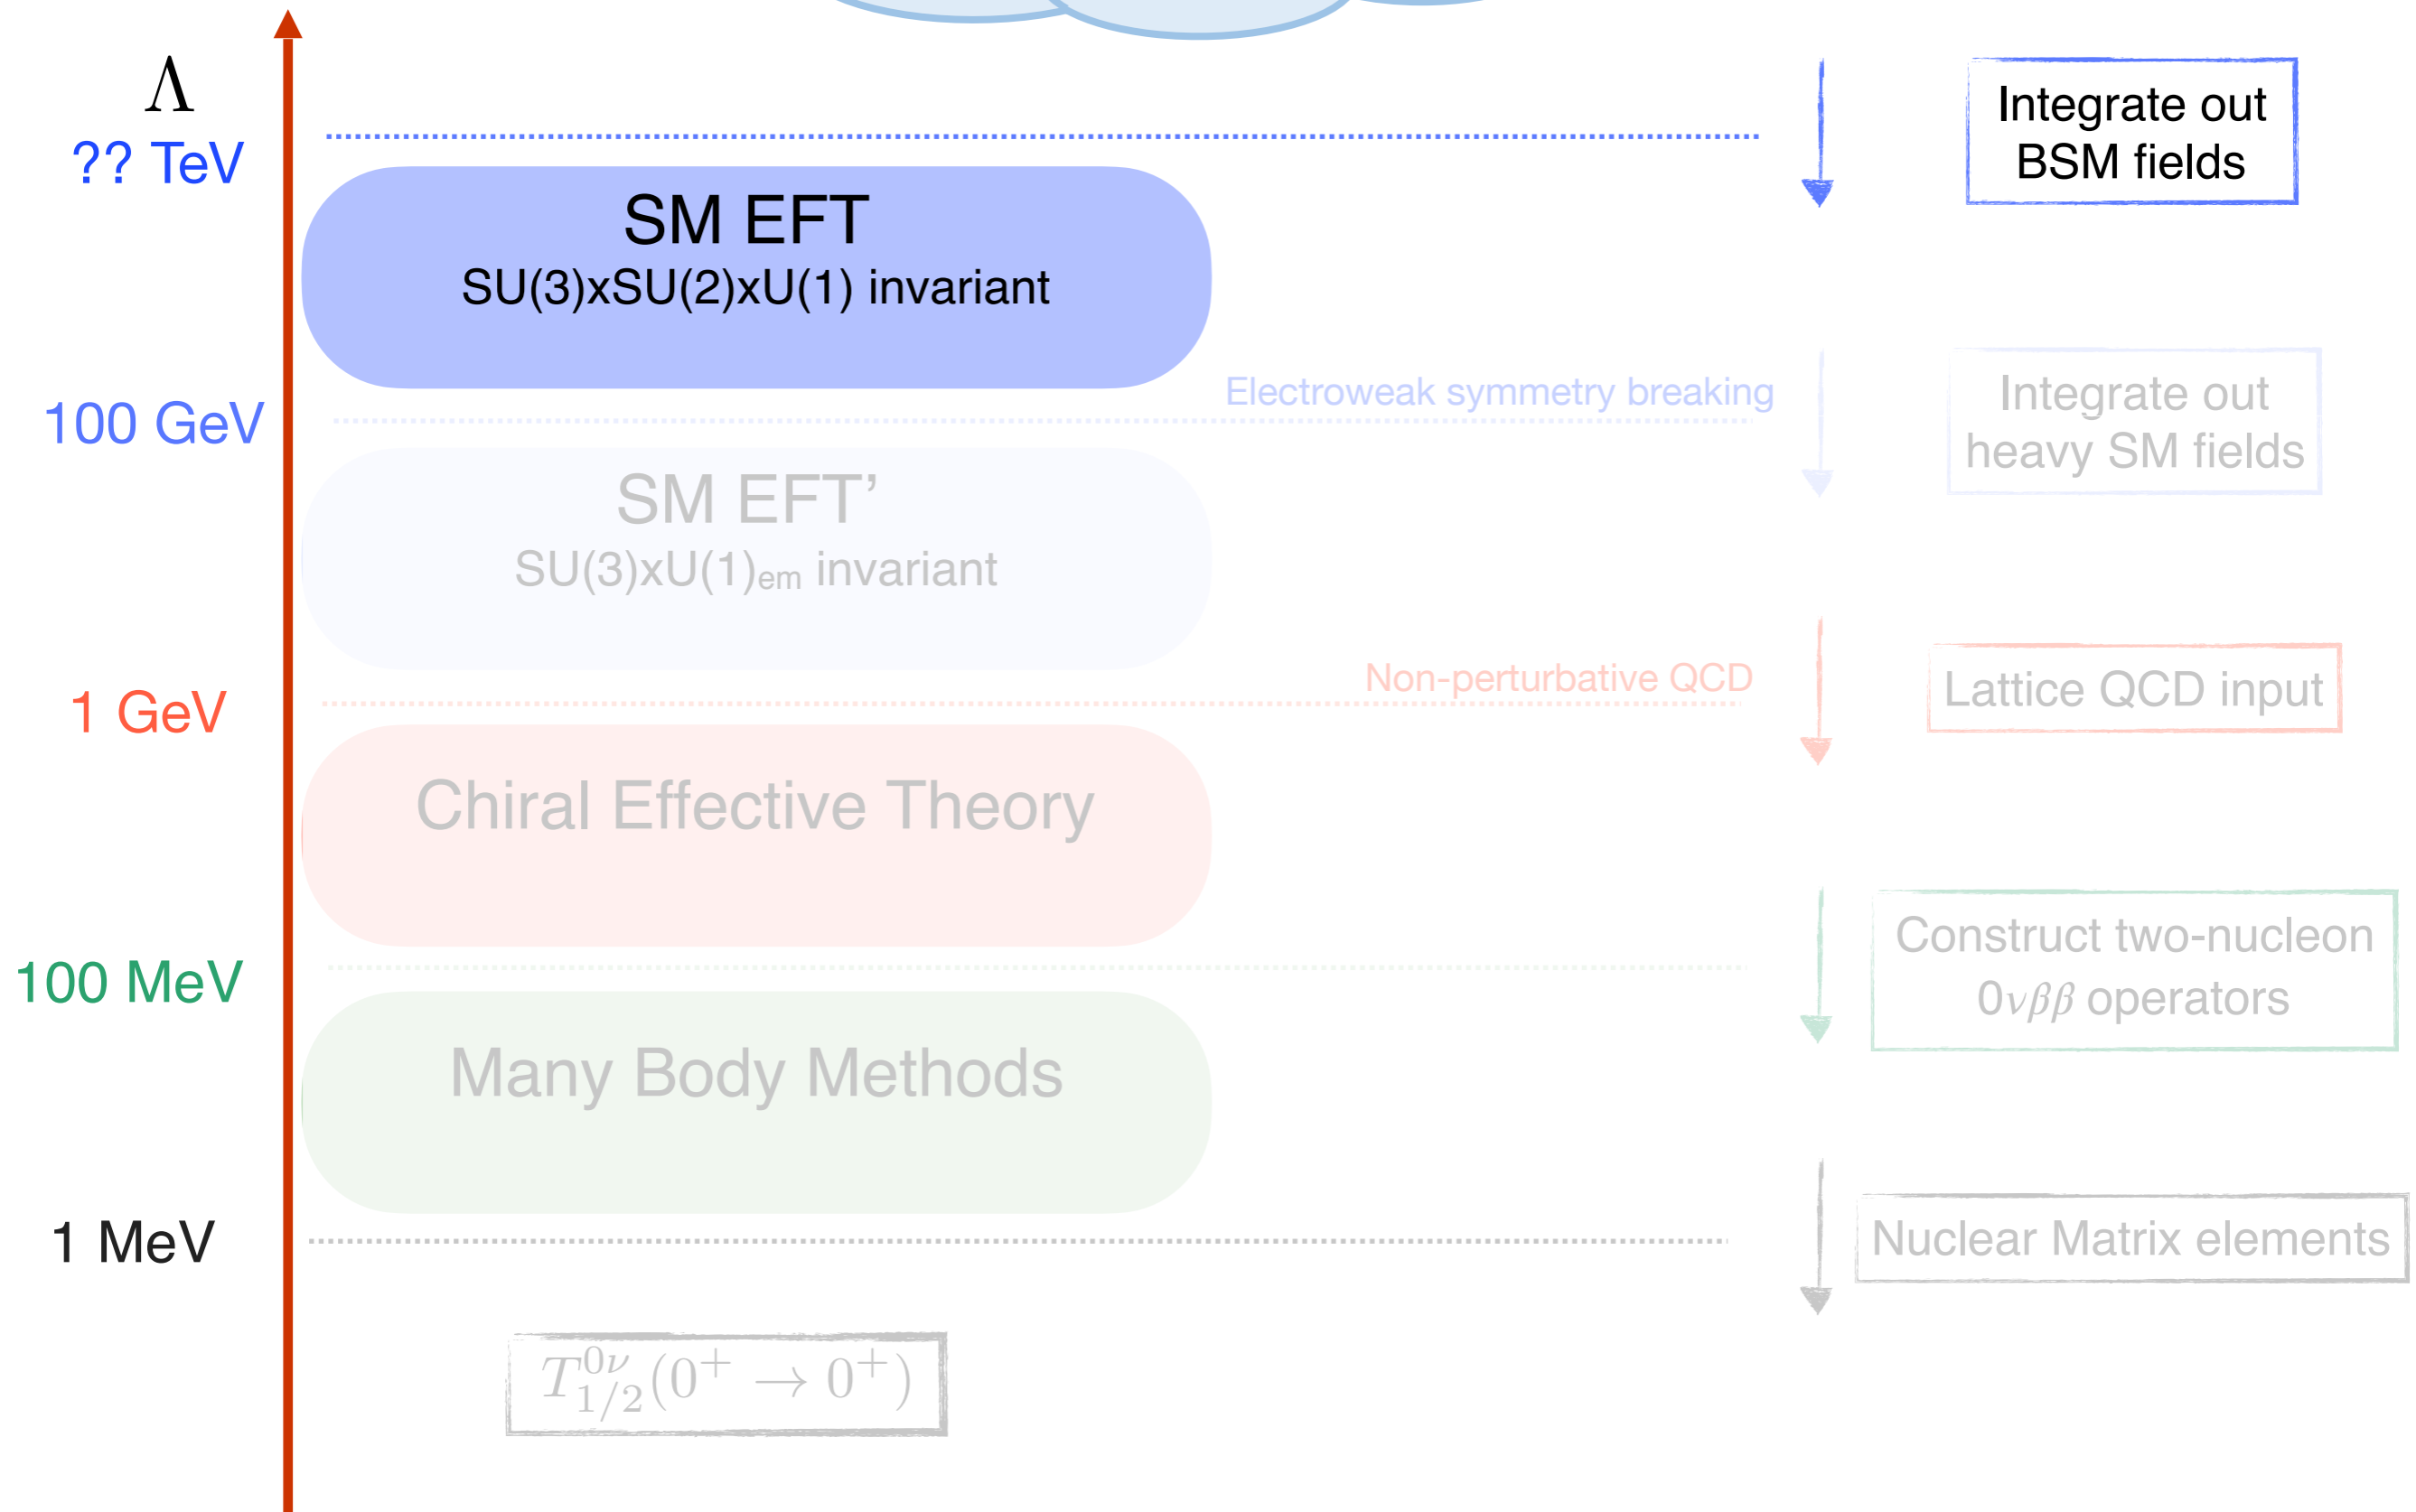 Λ
?? TeV
Integrate out
BSM fields
SM EFT
SU(3)xSU(2)xU(1) invariant
100 GeV
Electroweak symmetry breaking
Integrate out
heavy SM fields
SM EFT’
SU(3)xU(1)em invariant
1 GeV
Non-perturbative QCD
Lattice QCD input
Chiral Effective Theory
100 MeV
Construct two-nucleon
0νββ operators
Many Body Methods
1 MeV
Nuclear Matrix elements
T^{0ν}_{1/2}(0⁺ → 0⁺)